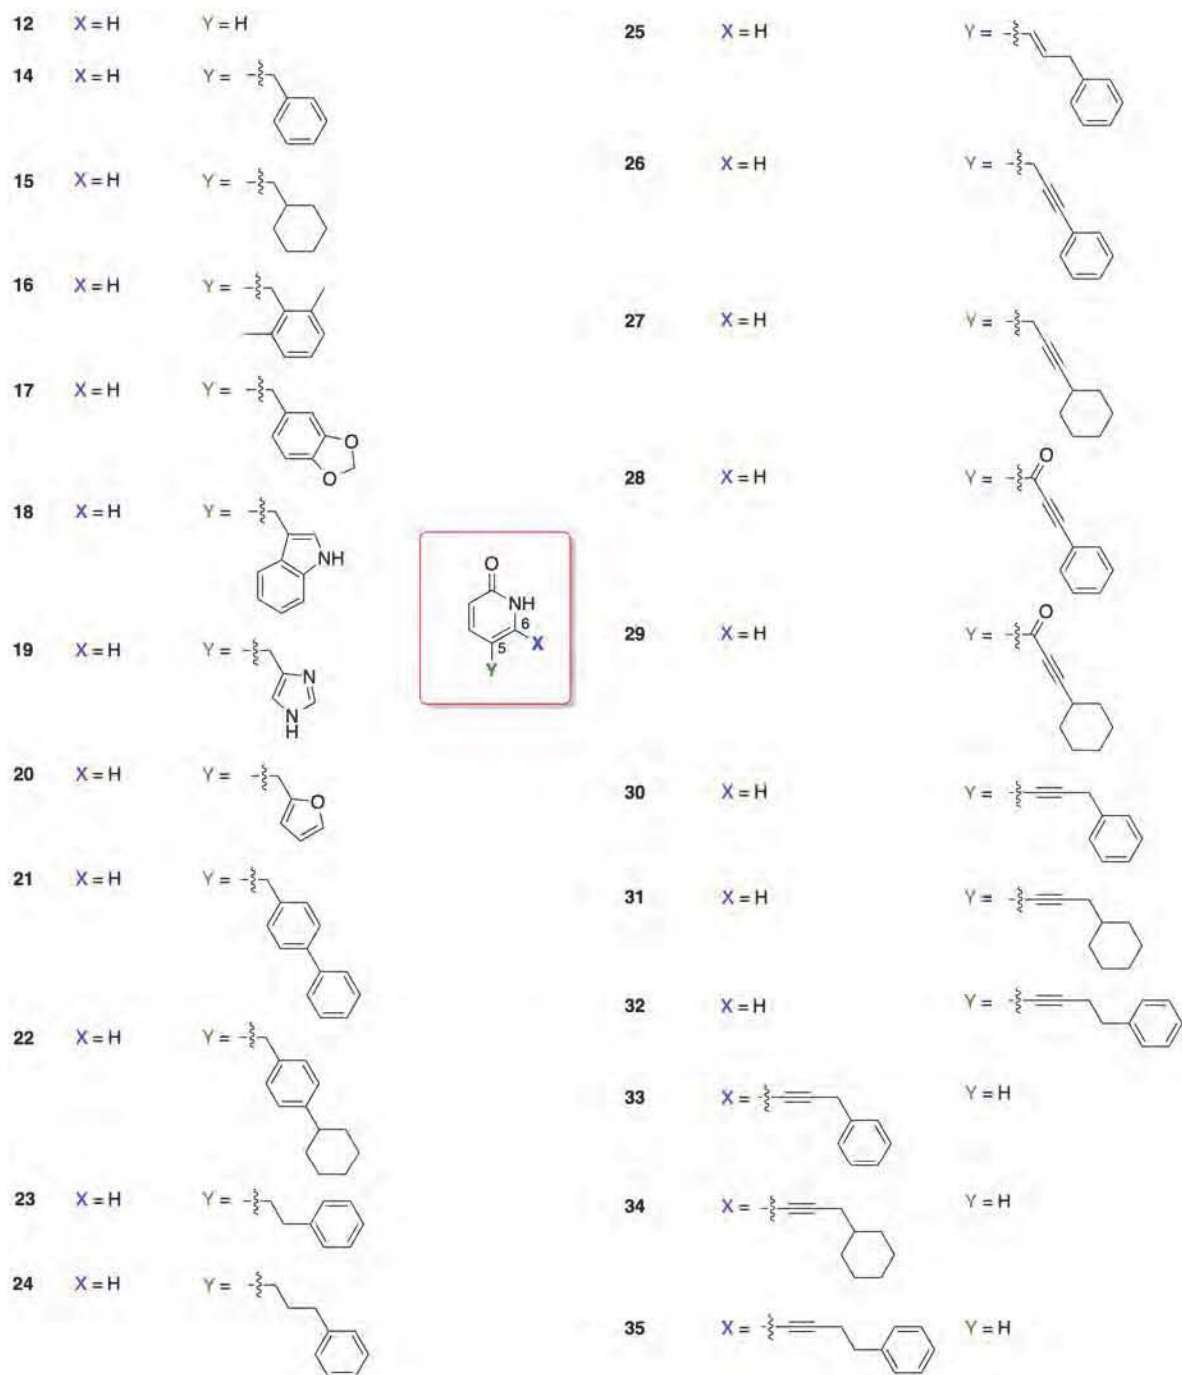 12 X = H Y = H
14 X = H Y =
15 X = H Y =
16 X = H Y =
17 X = H Y =
O
O
18 X = H Y =
NH
19 X = H Y =
N
N
H
20 X = H Y =
O
21 X = H Y =
22 X = H Y =
23 X = H Y =
24 X = H Y =
O
NH
6
5
X
Y
25 X = H Y =
26 X = H Y =
27 X = H Y =
28 X = H Y =
O
29 X = H Y =
O
30 X = H Y =
31 X = H Y =
32 X = H Y =
33 X = Y = H
34 X = Y = H
35 X = Y = H